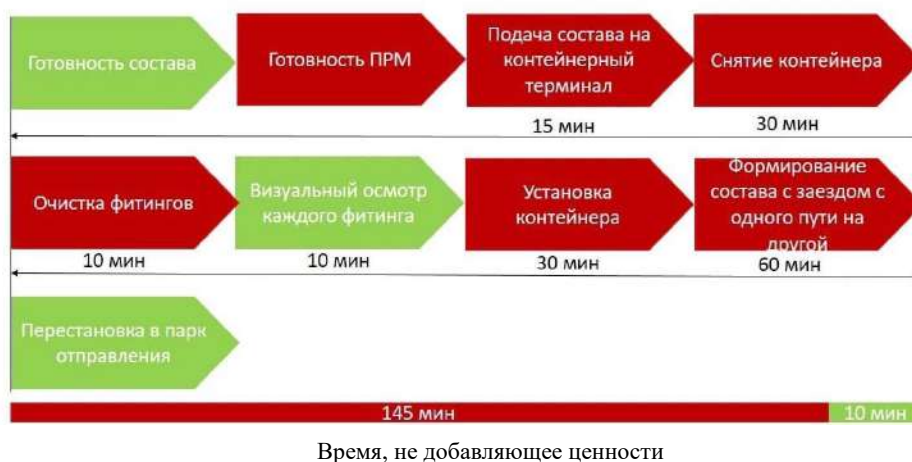 Готовность состава
Готовность ПРМ
Подача состава на
контейнерный
терминал
Снятие контейнера
15 мин
30 мин
Очистка фитингов
Визуальный осмотр
каждого фитинга
Установка
контейнера
Формирование
состава с заездом с
одного пути на
другой
10 мин
10 мин
30 мин
60 мин
Перестановка в парк
отправления
145 мин
10 мин
Время, не добавляющее ценности